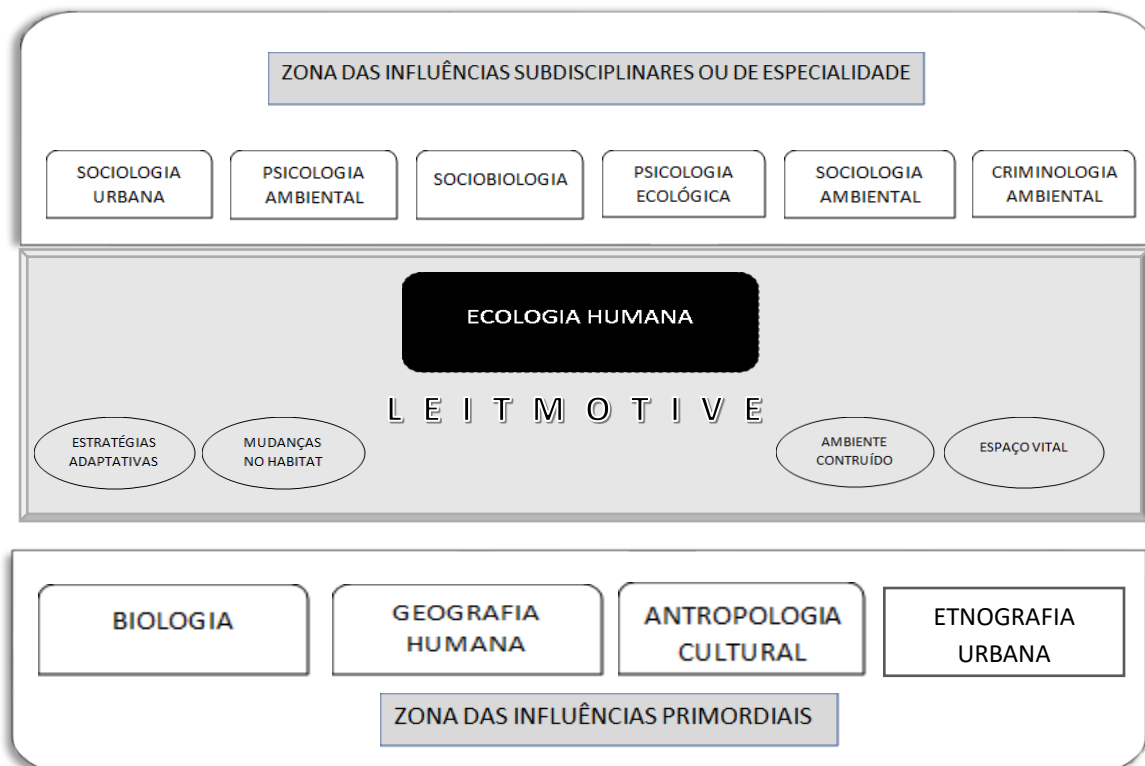 ZONA DAS INFLUÊNCIAS SUBDISCIPLINARES OU DE ESPECIALIDADE
SOCIOLOGIA
URBANA
PSICOLOGIA
AMBIENTAL
SOCIOBIOLOGIA
PSICOLOGIA
ECOLÓGICA
SOCIOLOGIA
AMBIENTAL
CRIMINOLOGIA
AMBIENTAL
ECOLOGIA HUMANA
L E I T M O T I V E
ESTRATÉGIAS
ADAPTATIVAS
MUDANÇAS
NO HABITAT
AMBIENTE
CONTRUÍDO
ESPAÇO VITAL
BIOLOGIA
GEOGRAFIA
HUMANA
ANTROPOLOGIA
CULTURAL
ETNOGRAFIA
URBANA
ZONA DAS INFLUÊNCIAS PRIMORDIAIS